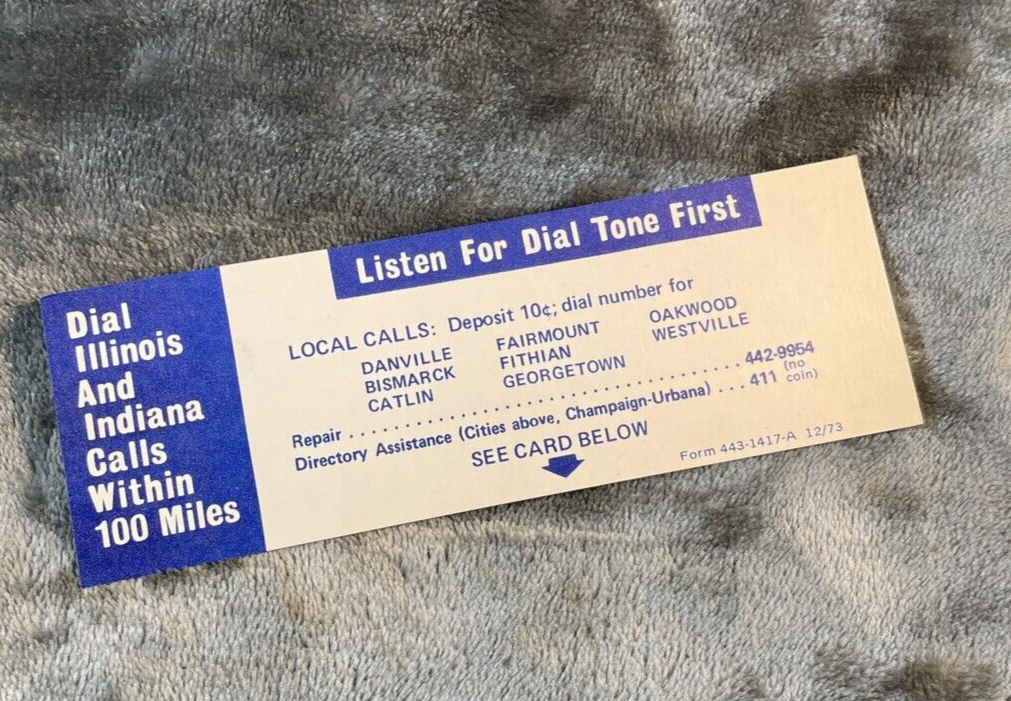 Dial
Illinois
And
Indiana
Calls
Within
100 Miles
Listen For Dial Tone First
LOCAL CALLS: Deposit 10¢; dial number for
DANVILLE FAIRMOUNT OAKWOOD
BISMARCK FITHIAN WESTVILLE
CATLIN GEORGETOWN
Repair . . . . . . . . . . . . . . . . . . . . . . . . . . . . . . . . . . 442-9954
Directory Assistance (Cities above, Champaign-Urbana) . . . 411 (no coin)
SEE CARD BELOW
Form 443-1417-A 12/73